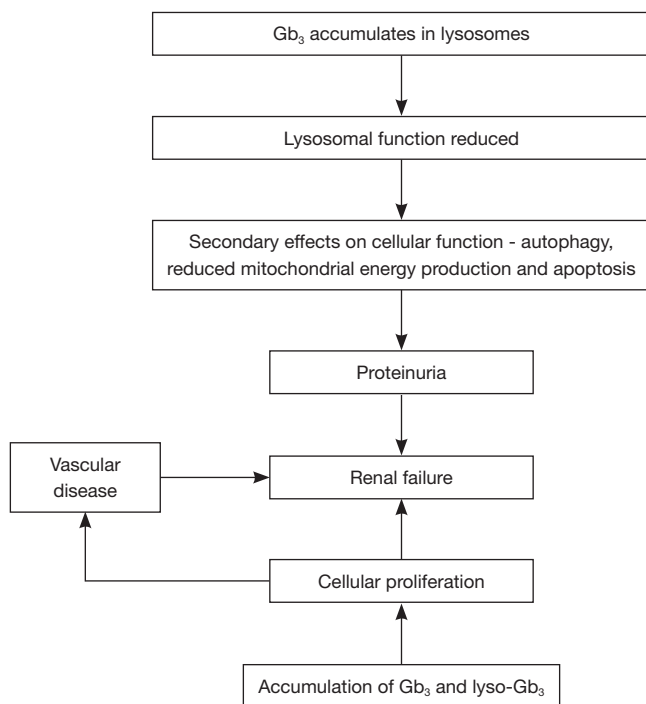 Gb₃ accumulates in lysosomes
Lysosomal function reduced
Secondary effects on cellular function - autophagy,
reduced mitochondrial energy production and apoptosis
Proteinuria
Vascular
disease
Renal failure
Cellular proliferation
Accumulation of Gb₃ and lyso-Gb₃